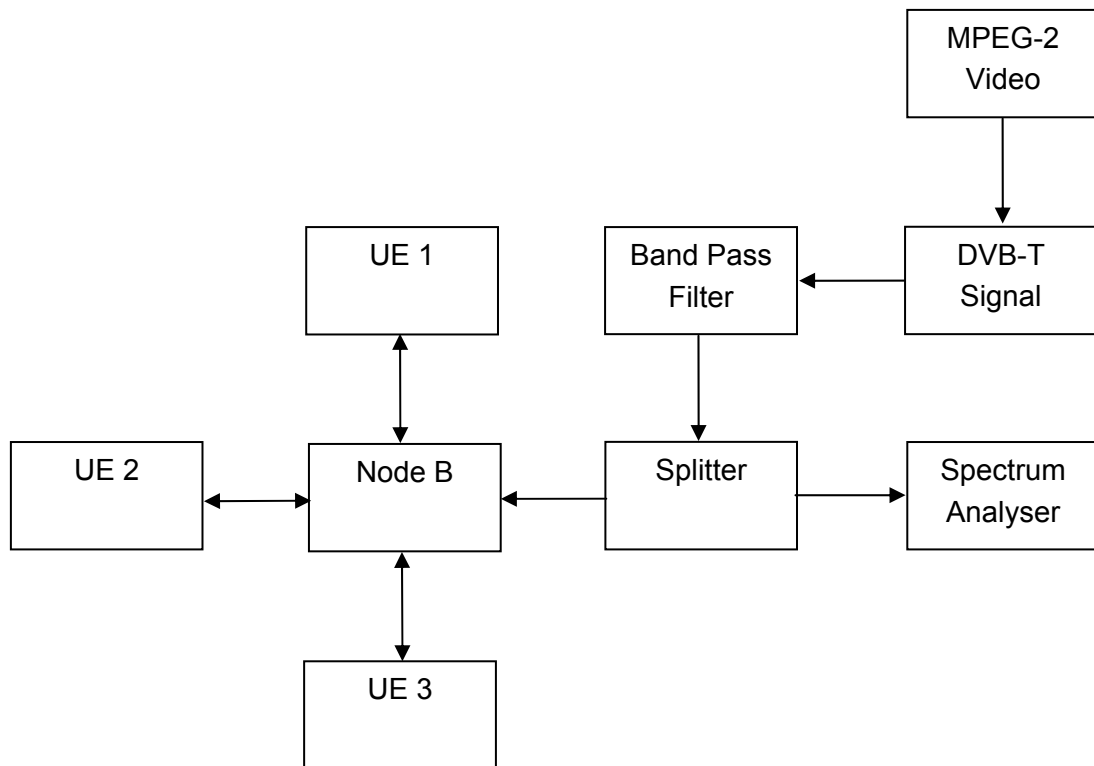 MPEG-2
Video
UE 1
Band Pass
Filter
DVB-T
Signal
UE 2
Node B
Splitter
Spectrum
Analyser
UE 3